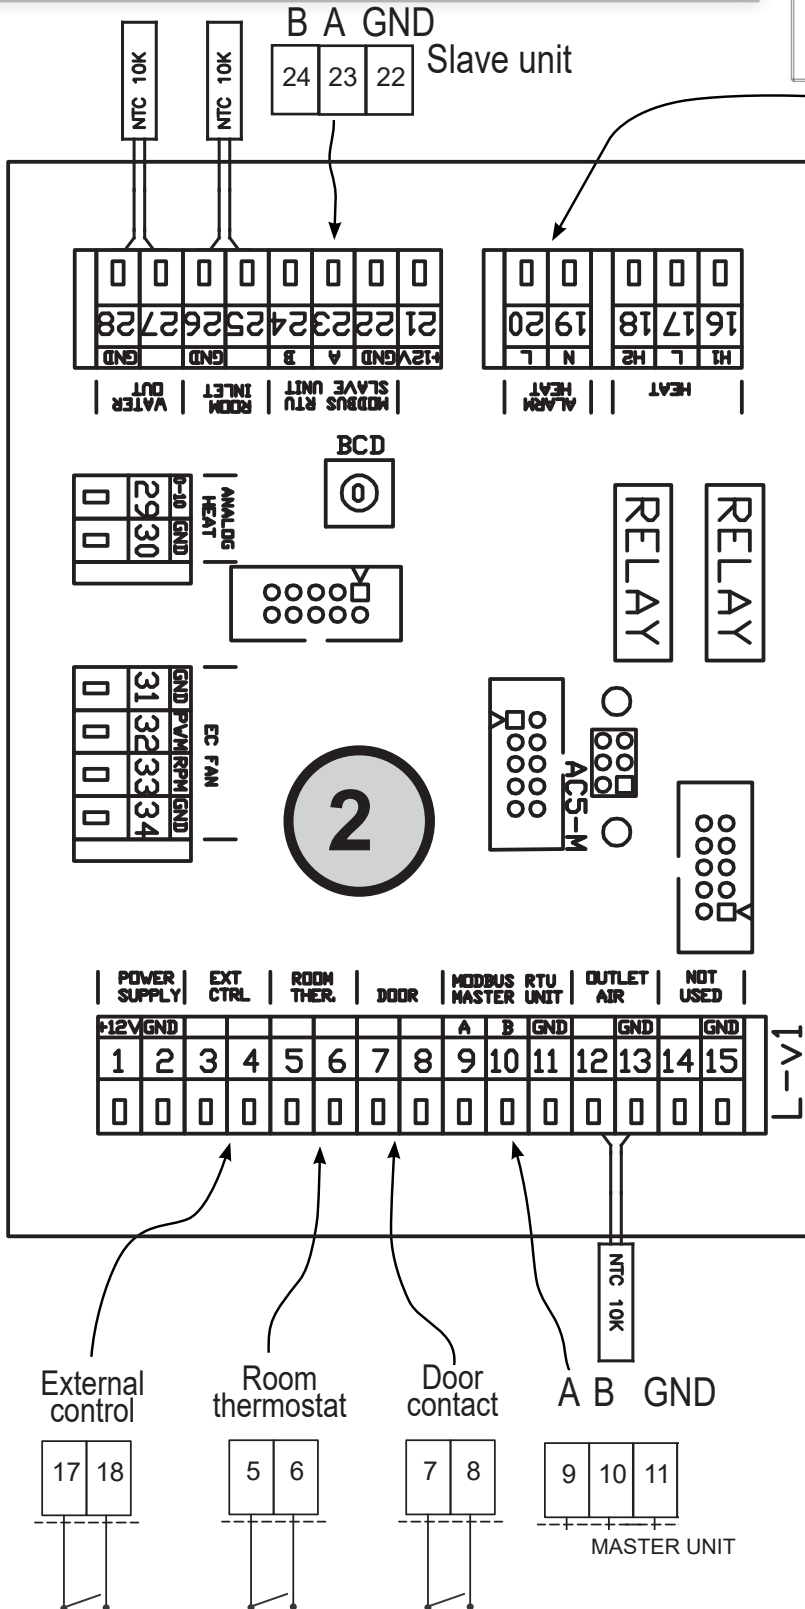 B A GND
24 23 22
Slave unit
NTC 10K
NTC 10K
28 27 26 25 24 23 22 21
GND GND B A GND +12V
WATER OUT
ROOM INLET
MODBUS RTU SLAVE UNIT
20 19 18 17 16
L N H2 L H1
ALARM HEAT
HEAT
BCD
0
29 0-10
30 GND
ANALOG HEAT
RELAY
RELAY
31 GND
32 PWM
33 RPM
34 GND
EC FAN
2
AC5-M
POWER SUPPLY
EXT CTRL
ROOM THER.
DOOR
MODBUS RTU MASTER UNIT
OUTLET AIR
NOT USED
+12V GND A B GND GND GND
1 2 3 4 5 6 7 8 9 10 11 12 13 14 15
L-V1
NTC 10K
External control
Room thermostat
Door contact
A B GND
17 18
5 6
7 8
9 10 11
MASTER UNIT